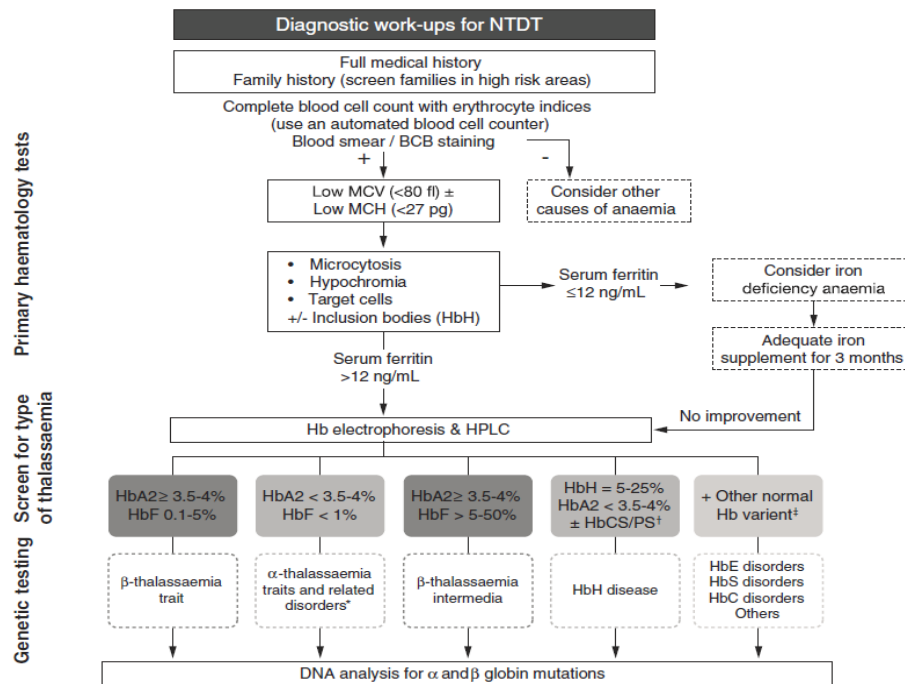 Diagnostic work-ups for NTDT
Full medical history
Family history (screen families in high risk areas)
Complete blood cell count with erythrocyte indices
(use an automated blood cell counter)
Blood smear / BCB staining
+
-
Low MCV (<80 fl) ±
Low MCH (<27 pg)
Consider other
causes of anaemia
Primary haematology tests
• Microcytosis
• Hypochromia
• Target cells
+/- Inclusion bodies (HbH)
Serum ferritin
≤12 ng/mL
Consider iron
deficiency anaemia
Adequate iron
supplement for 3 months
Serum ferritin
>12 ng/mL
No improvement
Screen for type
of thalassaemia
Hb electrophoresis & HPLC
HbA2≥ 3.5-4%
HbF 0.1-5%
HbA2 < 3.5-4%
HbF < 1%
HbA2≥ 3.5-4%
HbF > 5-50%
HbH = 5-25%
HbA2 < 3.5-4%
± HbCS/PS†
+ Other normal
Hb varient‡
Genetic testing
β-thalassaemia
trait
α-thalassaemia
traits and related
disorders*
β-thalassaemia
intermedia
HbH disease
HbE disorders
HbS disorders
HbC disorders
Others
DNA analysis for α and β globin mutations